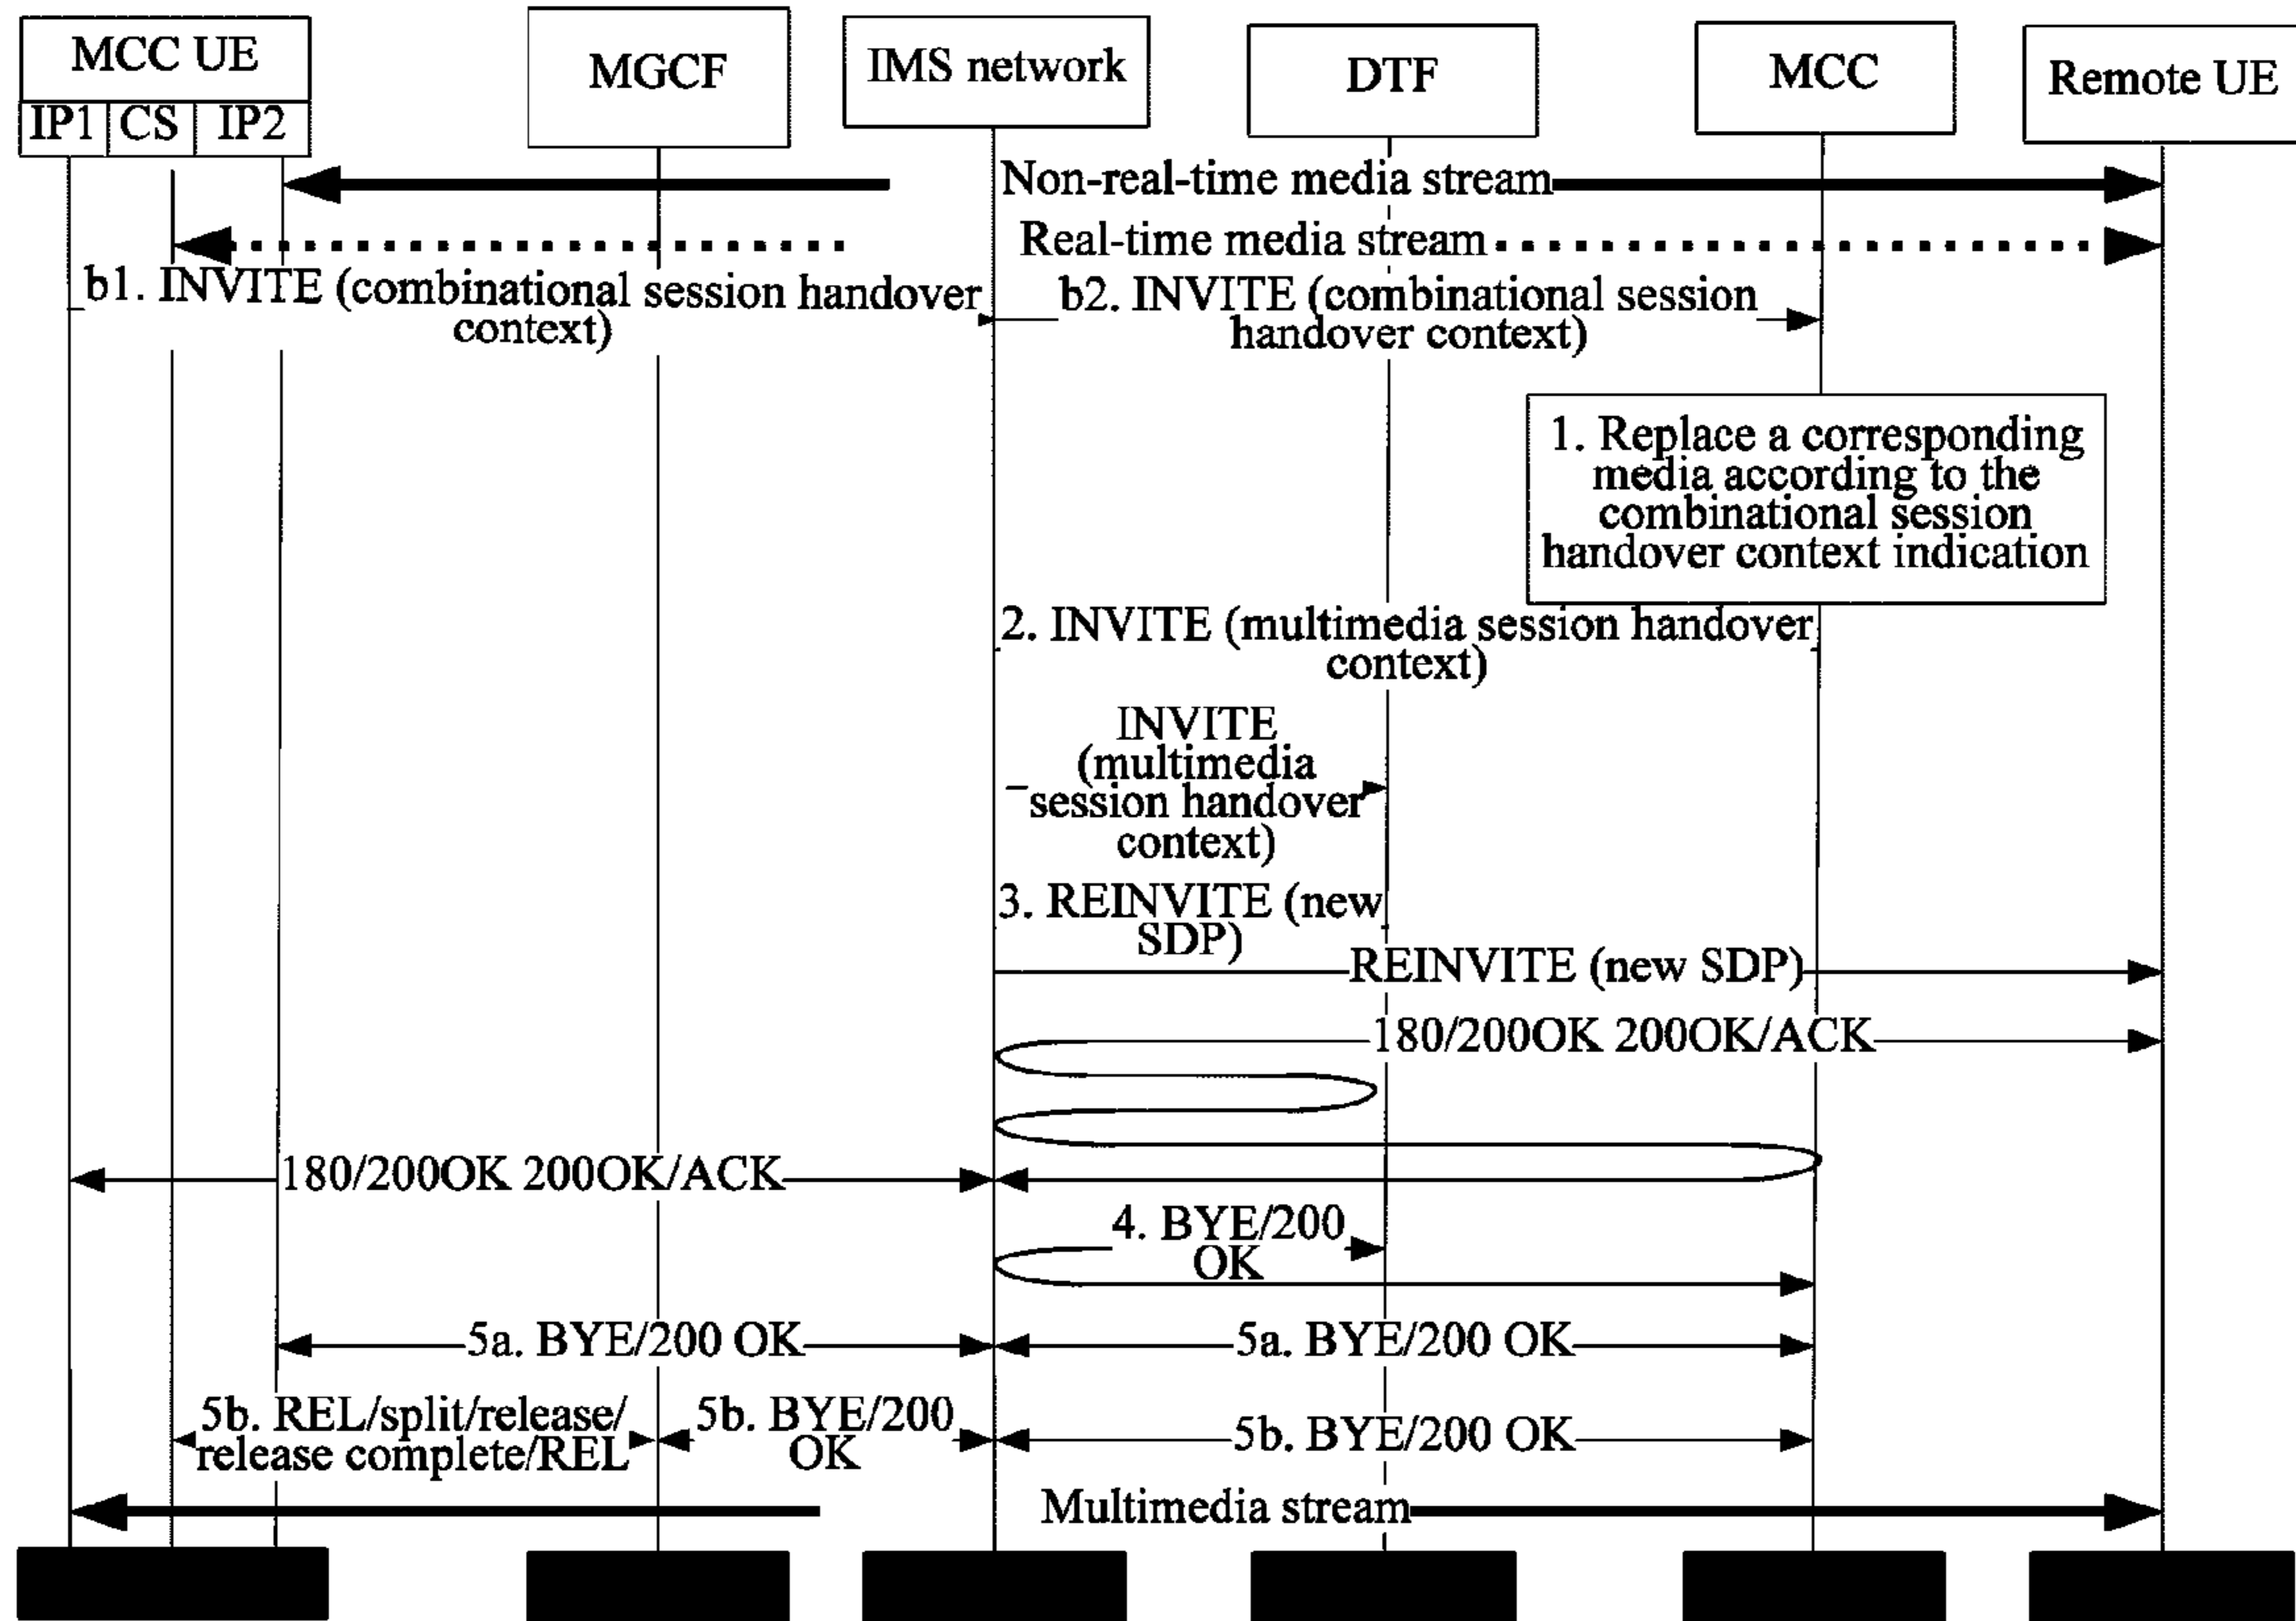 MCC UE
IP1 CS IP2
MGCF
IMS network
DTF
MCC
Remote UE
Non-real-time media stream
Real-time media stream
b1. INVITE (combinational session handover
context)
b2. INVITE (combinational session
handover context)
1. Replace a corresponding
media according to the
combinational session
handover context indication
2. INVITE (multimedia session handover
context)
INVITE
(multimedia
session handover
context)
3. REINVITE (new
SDP)
REINVITE (new SDP)
180/200OK 200OK/ACK
180/200OK 200OK/ACK
4. BYE/200
OK
5a. BYE/200 OK
5a. BYE/200 OK
5b. REL/split/release/
release complete/REL
5b. BYE/200
OK
5b. BYE/200 OK
Multimedia stream